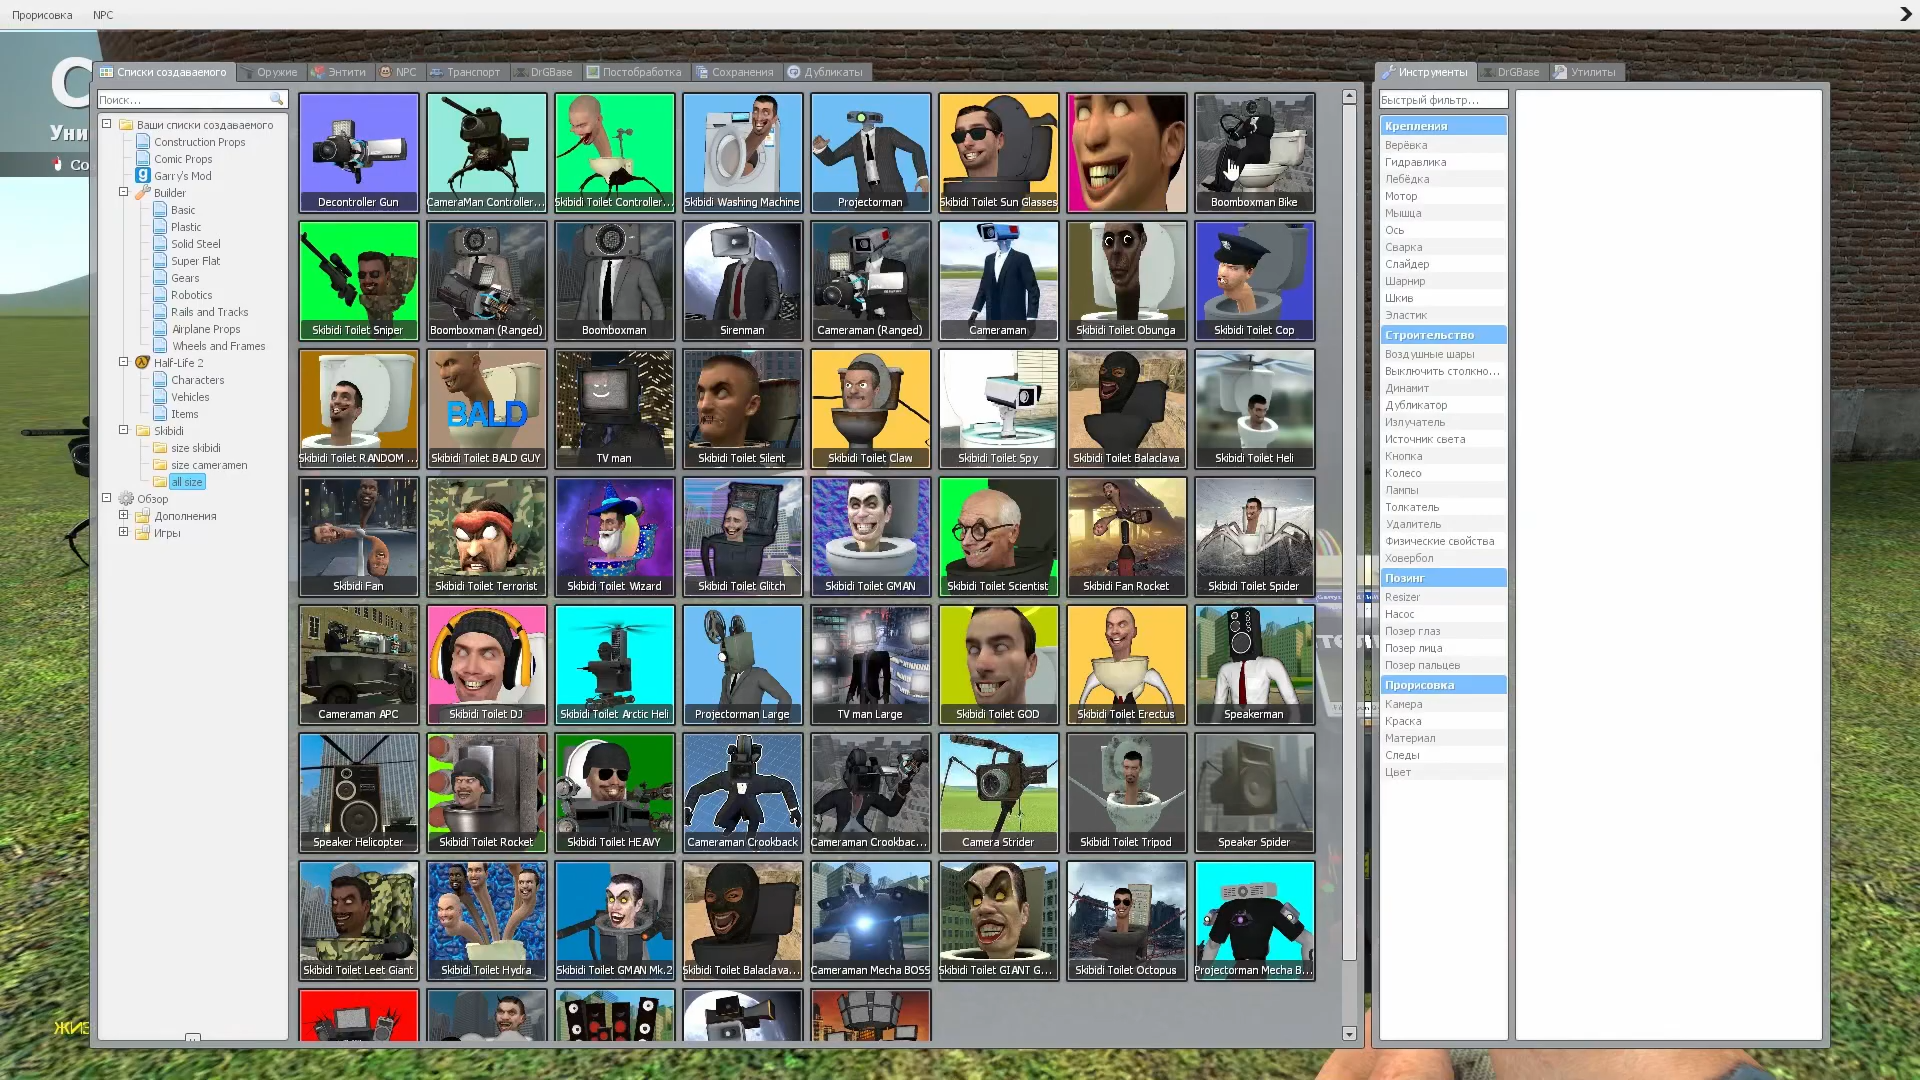 Прорисовка NPC
Списки создаваемого Оружие Энтити NPC Транспорт DrGBase Постобработка Сохранения Дубликаты
Инструменты DrGBase Утилиты
Поиск...
Ваши списки создаваемого
Construction Props
Comic Props
Garry's Mod
Builder
Basic
Plastic
Solid Steel
Super Flat
Gears
Robotics
Rails and Tracks
Airplane Props
Wheels and Frames
Half-Life 2
Characters
Vehicles
Items
Skibidi
size skibidi
size cameramen
all size
Обзор
Дополнения
Игры
Decontroller Gun
CameraMan Controller...
Skibidi Toilet Controller...
Skibidi Washing Machine
Projectorman
Skibidi Toilet Sun Glasses
Boomboxman Bike
Skibidi Toilet Sniper
Boomboxman (Ranged)
Boomboxman
Sirenman
Cameraman (Ranged)
Cameraman
Skibidi Toilet Obunga
Skibidi Toilet Cop
Skibidi Toilet RANDOM ...
BALD
Skibidi Toilet BALD GUY
TV man
Skibidi Toilet Silent
Skibidi Toilet Claw
Skibidi Toilet Spy
Skibidi Toilet Balaclava
Skibidi Toilet Heli
Skibidi Fan
Skibidi Toilet Terrorist
Skibidi Toilet Wizard
Skibidi Toilet Glitch
Skibidi Toilet GMAN
Skibidi Toilet Scientist
Skibidi Fan Rocket
Skibidi Toilet Spider
Cameraman APC
Skibidi Toilet DJ
Skibidi Toilet Arctic Heli
Projectorman Large
TV man Large
Skibidi Toilet GOD
Skibidi Toilet Erectus
Speakerman
Speaker Helicopter
Skibidi Toilet Rocket
Skibidi Toilet HEAVY
Cameraman Crookback
Cameraman Crookbac...
Camera Strider
Skibidi Toilet Tripod
Speaker Spider
Skibidi Toilet Leet Giant
Skibidi Toilet Hydra
Skibidi Toilet GMAN Mk.2
Skibidi Toilet Balaclava...
Cameraman Mecha BOSS
Skibidi Toilet GIANT G...
Skibidi Toilet Octopus
Projectorman Mecha B...
Быстрый фильтр...
Крепления
Верёвка
Гидравлика
Лебёдка
Мотор
Мышца
Ось
Сварка
Слайдер
Шарнир
Шкив
Эластик
Строительство
Воздушные шары
Выключить столкно...
Динамит
Дубликатор
Излучатель
Источник света
Кнопка
Колесо
Лампы
Толкатель
Удалитель
Физические свойства
Ховербол
Позинг
Resizer
Насос
Позер глаз
Позер лица
Позер пальцев
Прорисовка
Камера
Краска
Материал
Следы
Цвет
С
Уни
Со
ЖИЗ